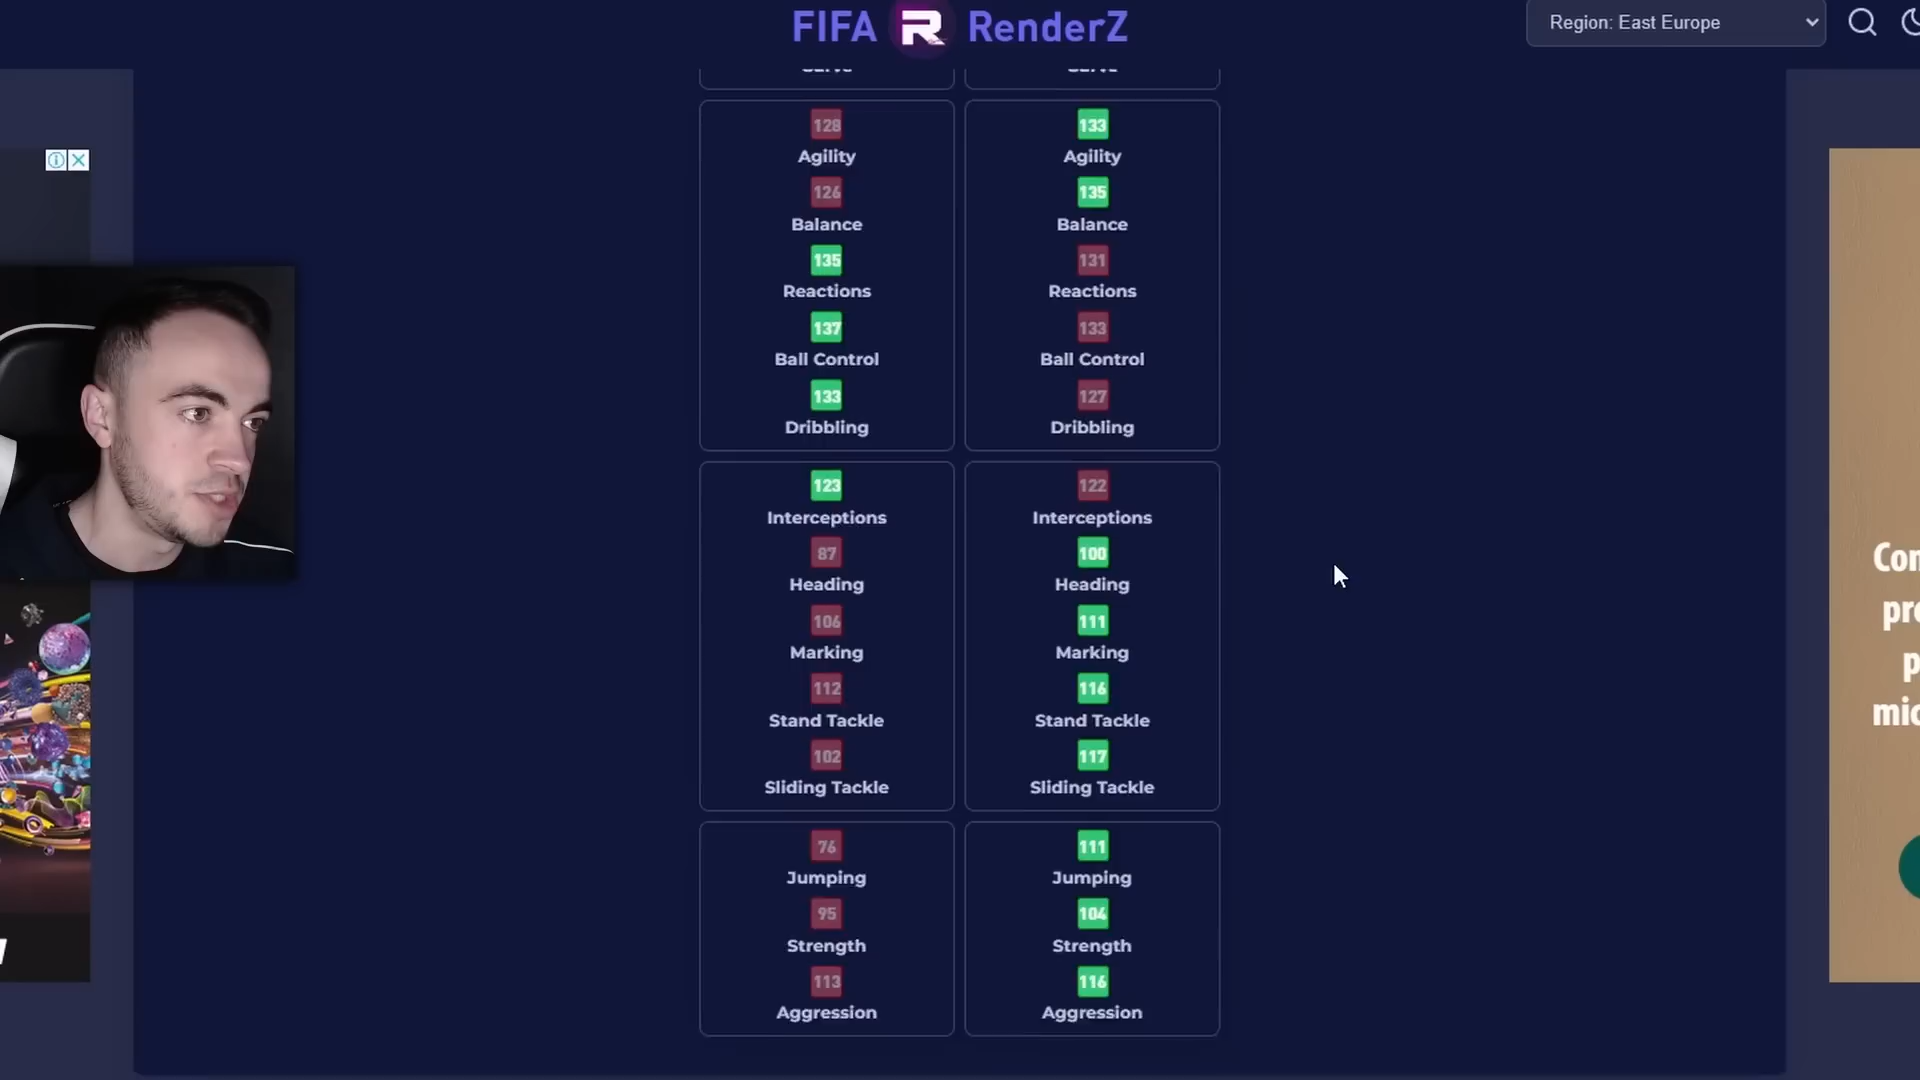 FIFA R RenderZ
Region: East Europe
Curve Curve
128 133
Agility Agility
126 135
Balance Balance
135 131
Reactions Reactions
137 133
Ball Control Ball Control
133 127
Dribbling Dribbling
123 122
Interceptions Interceptions
87 100
Heading Heading
106 111
Marking Marking
112 116
Stand Tackle Stand Tackle
102 117
Sliding Tackle Sliding Tackle
76 111
Jumping Jumping
95 104
Strength Strength
113 116
Aggression Aggression